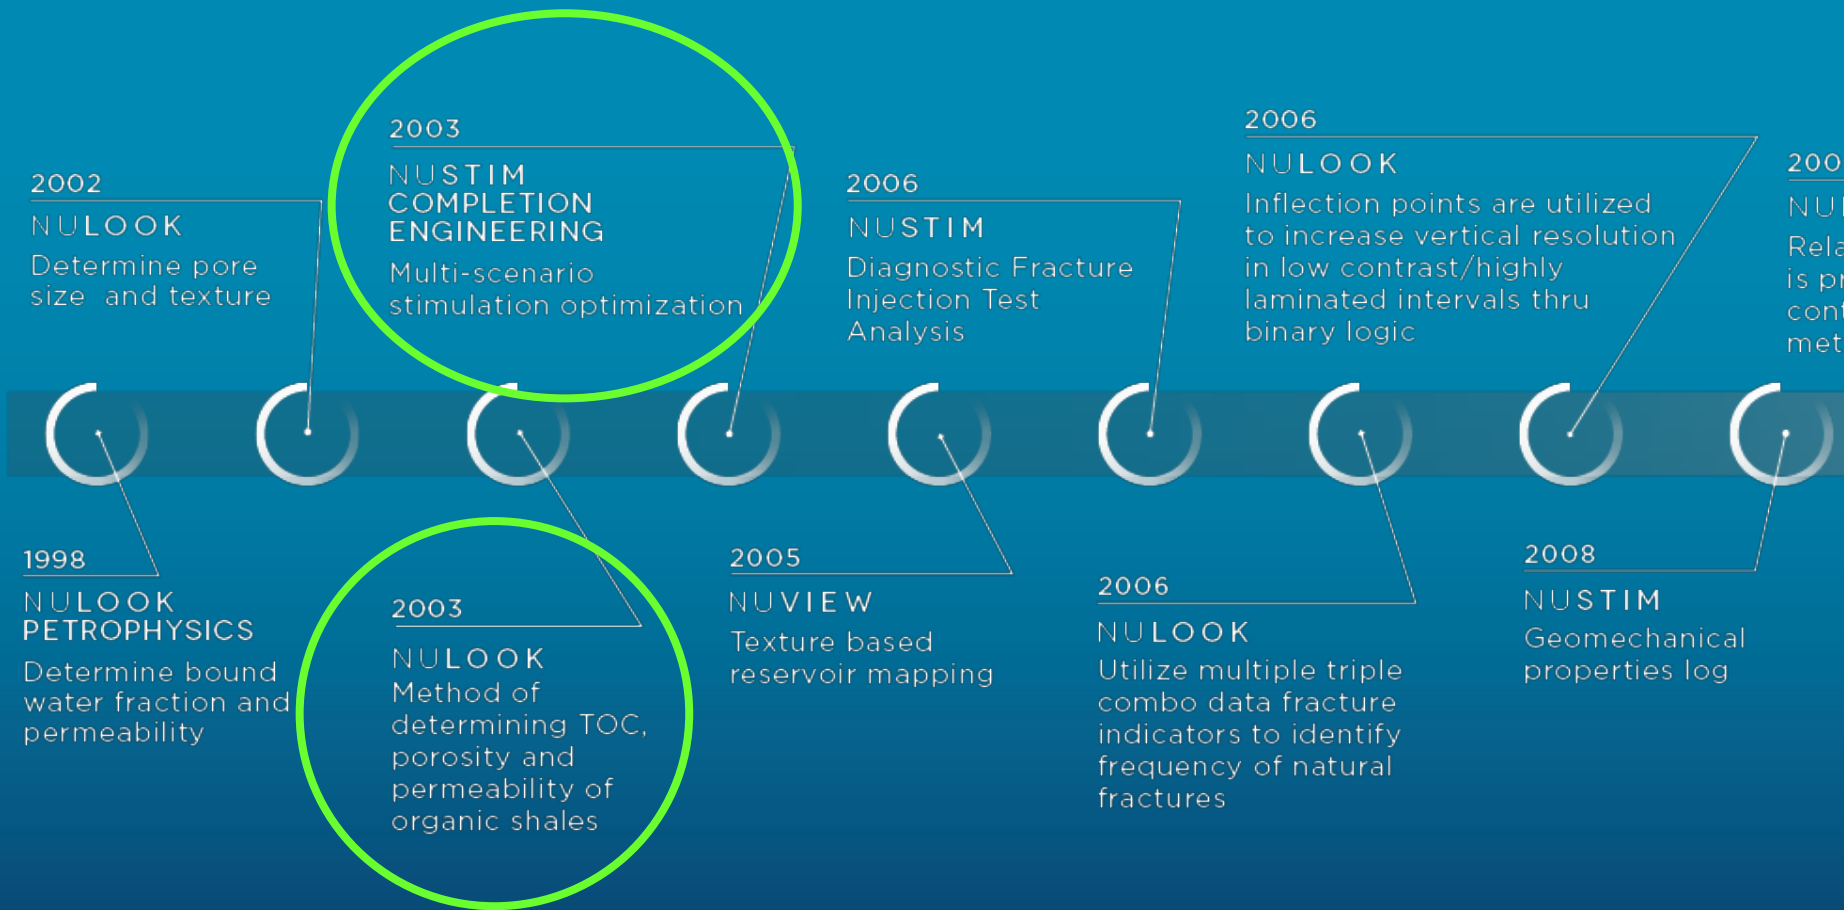 2002
NULOOK
Determine pore
size and texture
2003
NUSTIM
COMPLETION
ENGINEERING
Multi-scenario
stimulation optimization
2006
NUSTIM
Diagnostic Fracture
Injection Test
Analysis
2006
NULOOK
Inflection points are utilized
to increase vertical resolution
in low contrast/highly
laminated intervals thru
binary logic
1998
NULOOK
PETROPHYSICS
Determine bound
water fraction and
permeability
2003
NULOOK
Method of
determining TOC,
porosity and
permeability of
organic shales
2005
NUVIEW
Texture based
reservoir mapping
2006
NULOOK
Utilize multiple triple
combo data fracture
indicators to identify
frequency of natural
fractures
2008
NUSTIM
Geomechanical
properties log